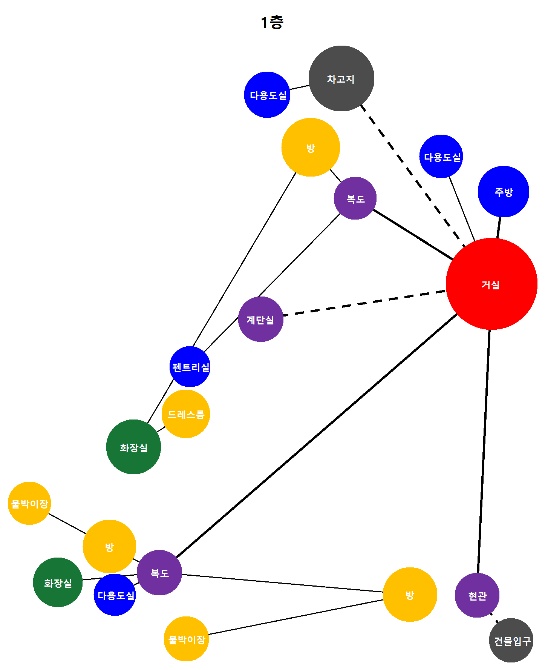 1층
차고지
다용도실
방
다용도실
주방
복도
거실
계단실
펜트리실
드레스룸
화장실
붙박이장
방
복도
화장실
다용도실
방
현관
붙박이장
건물입구